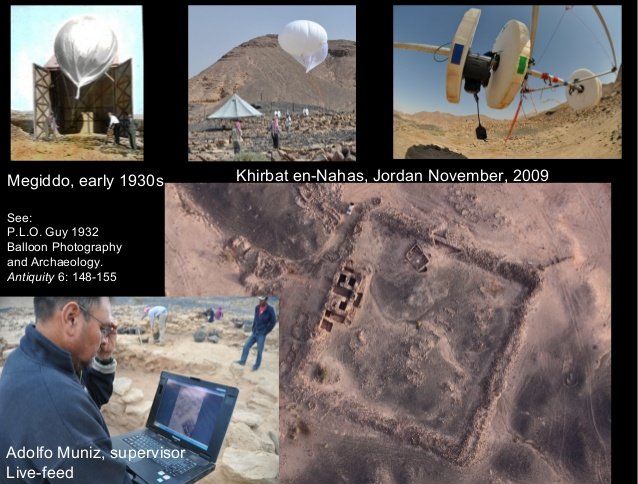 Megiddo, early 1930s
Khirbat en-Nahas, Jordan November, 2009
See:
P.L.O. Guy 1932
Balloon Photography
and Archaeology.
Antiquity 6: 148-155
Adolfo Muniz, supervisor
Live-feed